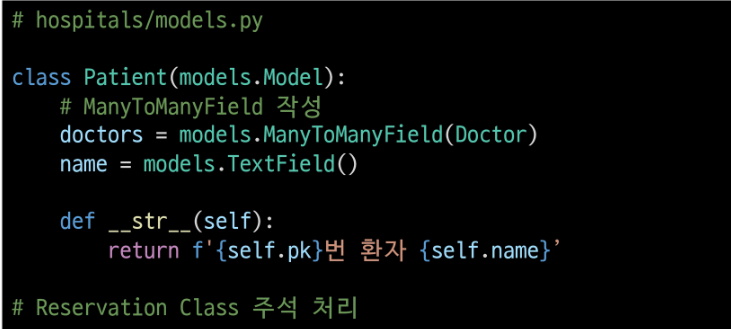 # hospitals/models.py
class Patient(models.Model):
    # ManyToManyField 작성
    doctors = models.ManyToManyField(Doctor)
    name = models.TextField()
    def __str__(self):
        return f'{self.pk}번 환자 {self.name}’
# Reservation Class 주석 처리